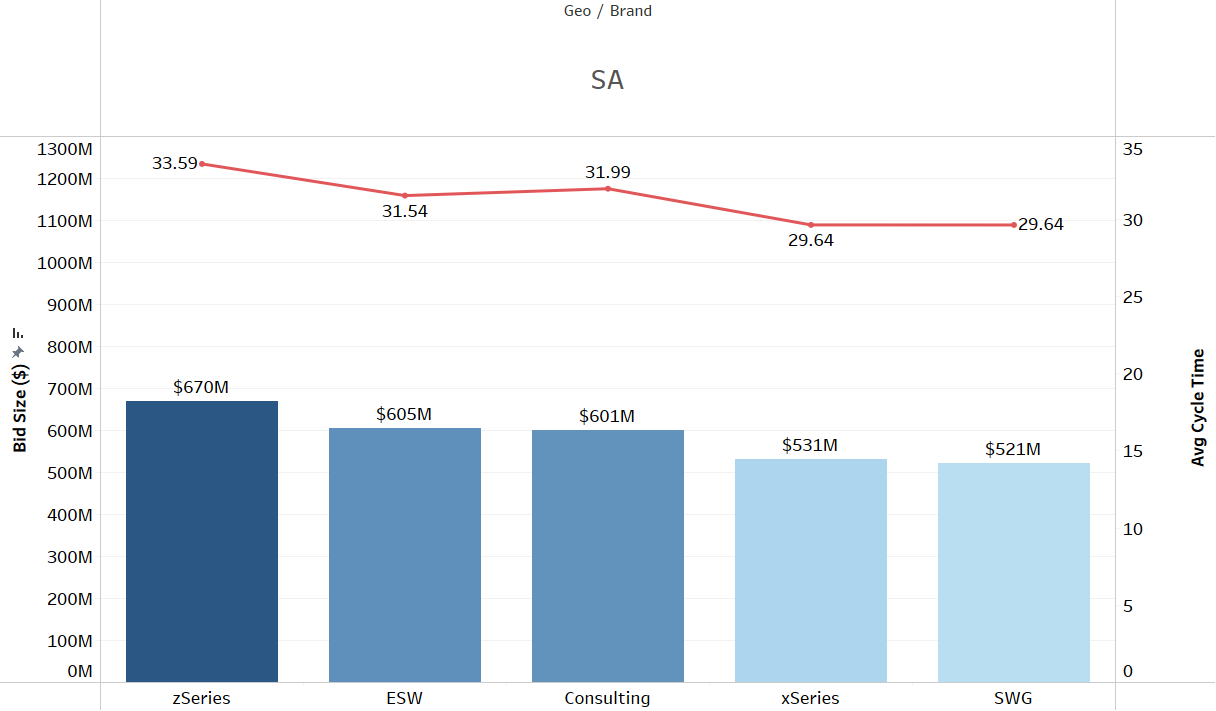 Geo / Brand
SA
1300M
1200M
1100M
1000M
900M
800M
700M
600M
500M
400M
300M
200M
100M
0M
Bid Size ($)
33.59
31.54
31.99
29.64
29.64
$670M
$605M
$601M
$531M
$521M
35
30
25
20
15
10
5
0
Avg Cycle Time
zSeries
ESW
Consulting
xSeries
SWG